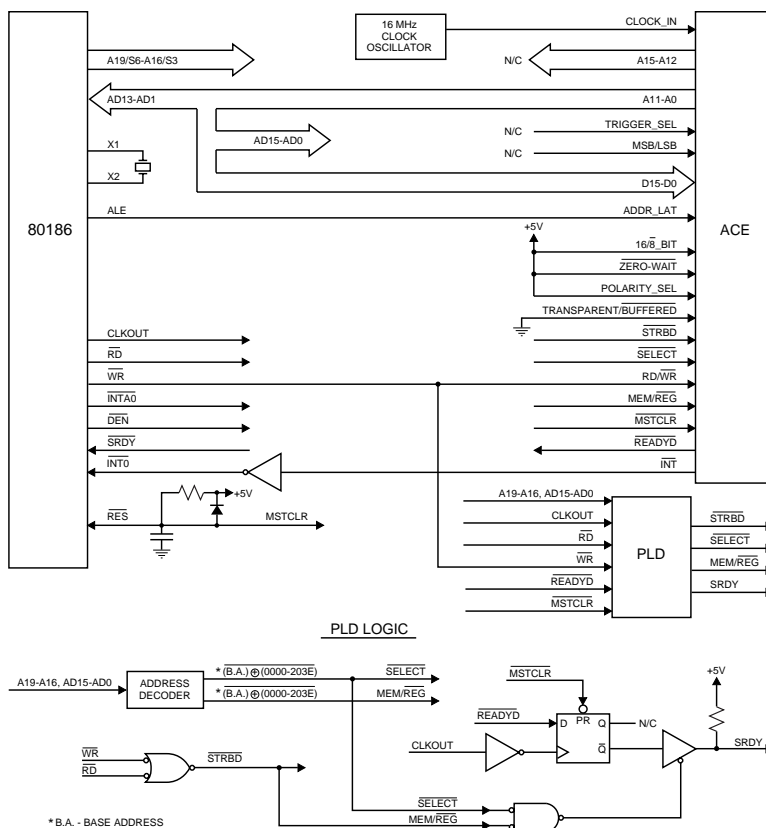 16 MHz
CLOCK
OSCILLATOR
CLOCK_IN
A19/S6-A16/S3
N/C
A15-A12
AD13-AD1
A11-A0
AD15-AD0
N/C
TRIGGER_SEL
N/C
MSB/LSB
X1
X2
D15-D0
80186
ALE
ADDR_LAT
ACE
+5V
16/8_BIT
ZERO-WAIT
POLARITY_SEL
TRANSPARENT/BUFFERED
CLKOUT
STRBD
RD
SELECT
WR
RD/WR
INTA0
MEM/REG
DEN
MSTCLR
SRDY
READYD
INT0
INT
+5V
RES
MSTCLR
A19-A16, AD15-AD0
CLKOUT
RD
WR
READYD
MSTCLR
PLD
STRBD
SELECT
MEM/REG
SRDY
PLD LOGIC
A19-A16, AD15-AD0
ADDRESS
DECODER
* (B.A.) ⊕ (0000-203E)
SELECT
* (B.A.) ⊕ (0000-203E)
MEM/REG
MSTCLR
+5V
READYD
D
PR
Q
N/C
CLKOUT
Q
SRDY
WR
RD
STRBD
SELECT
MEM/REG
* B.A. - BASE ADDRESS